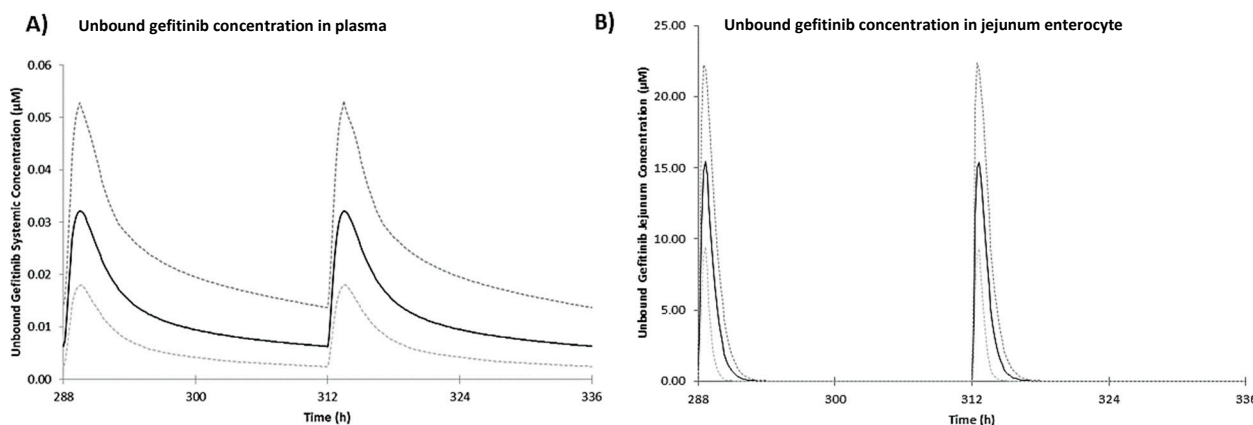 A) Unbound gefitinib concentration in plasma
Unbound Gefitinib Systemic Concentration (µM)
0.06
0.05
0.04
0.03
0.02
0.01
0.00
288 300 312 324 336
Time (h)
B) Unbound gefitinib concentration in jejunum enterocyte
Unbound Gefitinib Jejunum Concentration (µM)
25.00
20.00
15.00
10.00
5.00
0.00
288 300 312 324 336
Time (h)